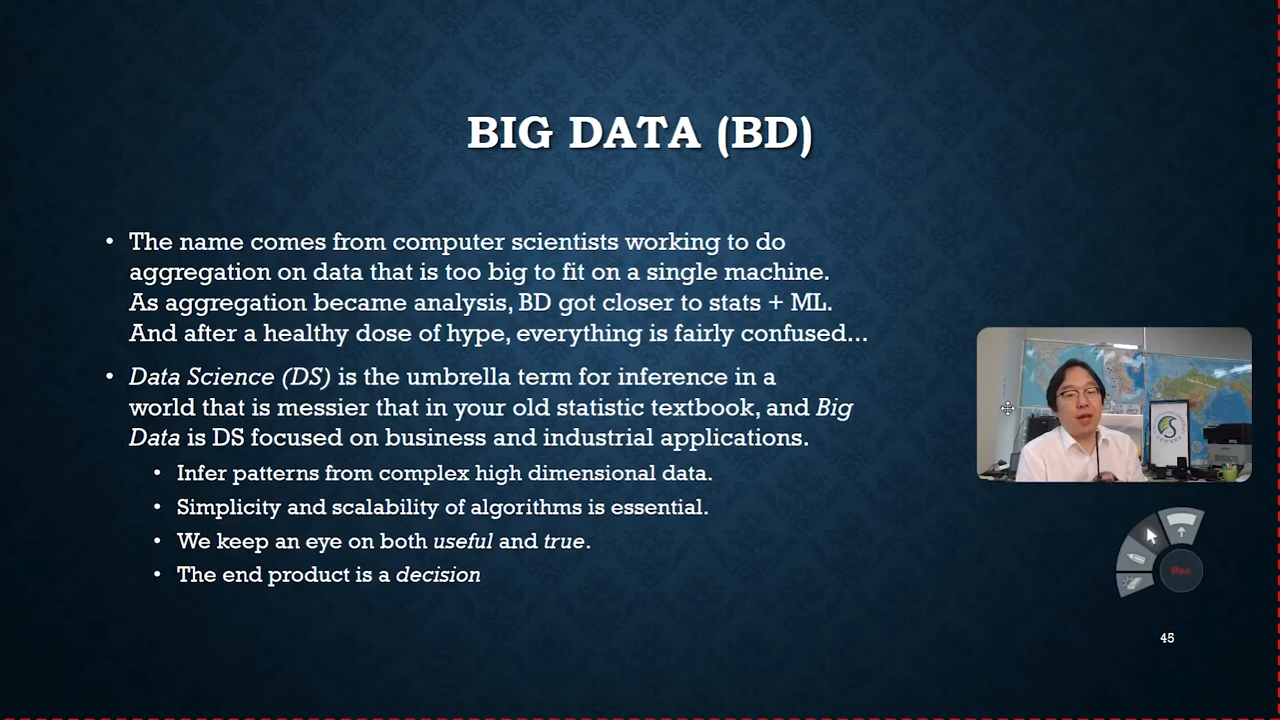 BIG DATA (BD)
• The name comes from computer scientists working to do
aggregation on data that is too big to fit on a single machine.
As aggregation became analysis, BD got closer to stats + ML.
And after a healthy dose of hype, everything is fairly confused...
• Data Science (DS) is the umbrella term for inference in a
world that is messier that in your old statistic textbook, and Big
Data is DS focused on business and industrial applications.
• Infer patterns from complex high dimensional data.
• Simplicity and scalability of algorithms is essential.
• We keep an eye on both useful and true.
• The end product is a decision
Rec
45